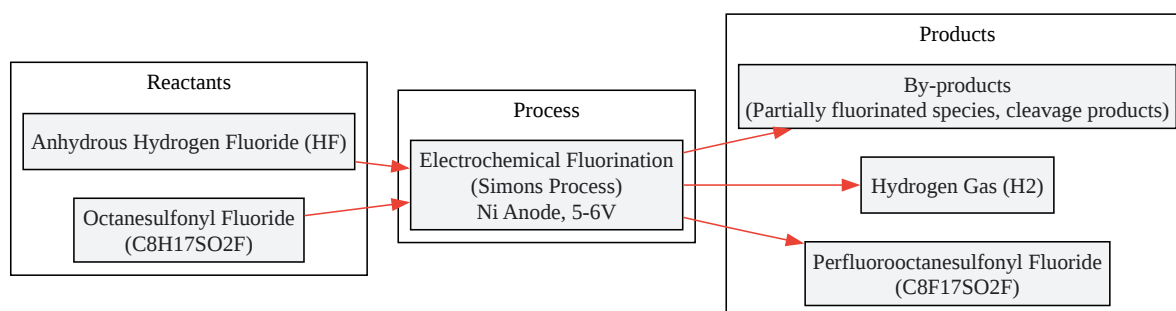 Reactants
Anhydrous Hydrogen Fluoride (HF)
Octanesulfonyl Fluoride
(C8H17SO2F)
Process
Electrochemical Fluorination
(Simons Process)
Ni Anode, 5-6V
Products
By-products
(Partially fluorinated species, cleavage products)
Hydrogen Gas (H2)
Perfluorooctanesulfonyl Fluoride
(C8F17SO2F)